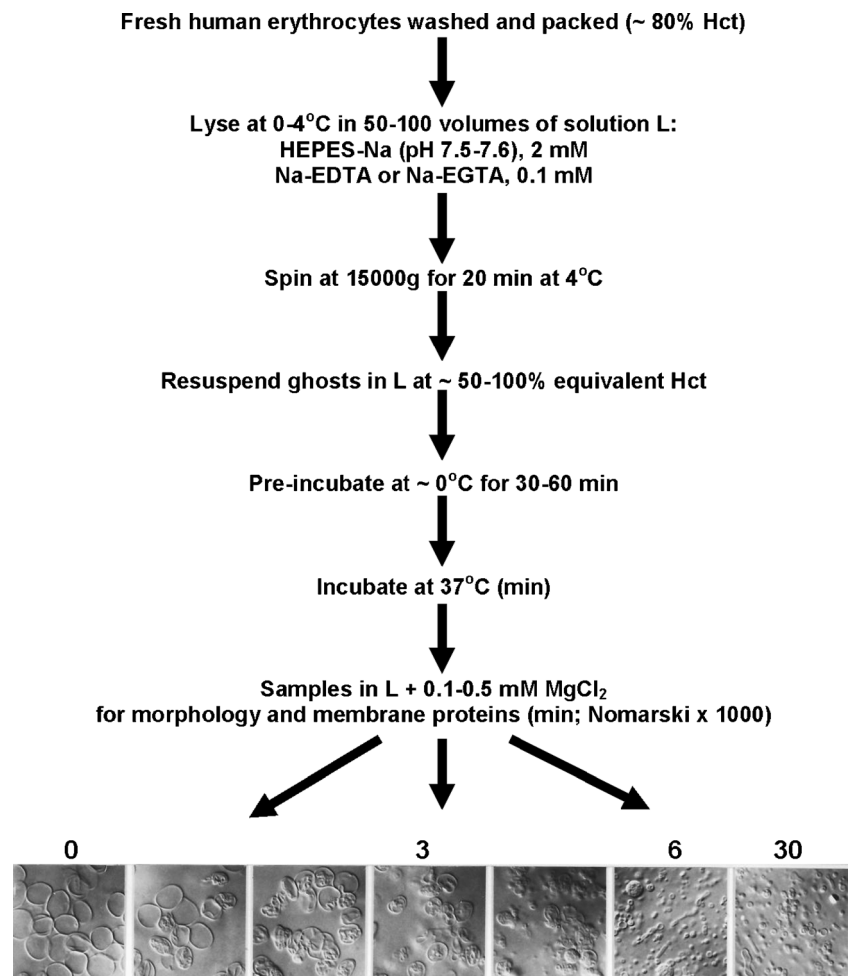 Fresh human erythrocytes washed and packed (~ 80% Hct)
Lyse at 0-4°C in 50-100 volumes of solution L:
HEPES-Na (pH 7.5-7.6), 2 mM
Na-EDTA or Na-EGTA, 0.1 mM
Spin at 15000g for 20 min at 4°C
Resuspend ghosts in L at ~ 50-100% equivalent Hct
Pre-incubate at ~ 0°C for 30-60 min
Incubate at 37°C (min)
Samples in L + 0.1-0.5 mM MgCl₂
for morphology and membrane proteins (min; Nomarski x 1000)
0 3 6 30